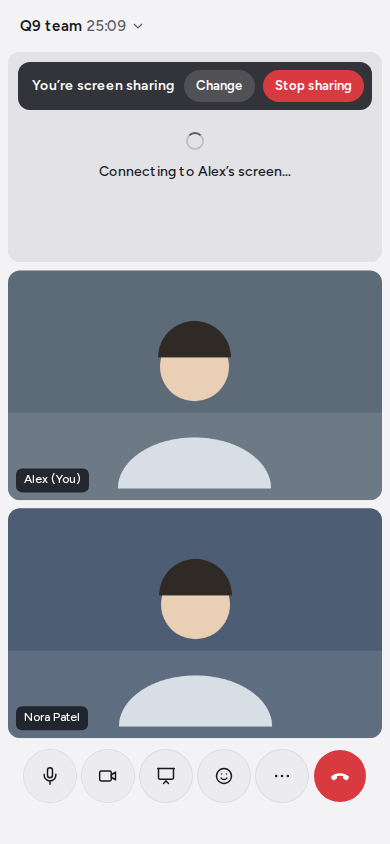 Q9 team 25:09
You’re screen sharing Change Stop sharing
Connecting to Alex’s screen...
Alex (You)
Nora Patel